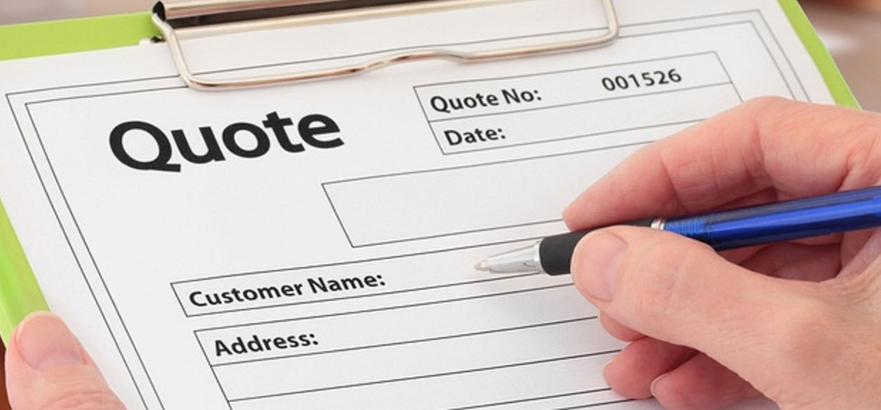 Quote
Quote No: 001526
Date:
Customer Name:
Address: